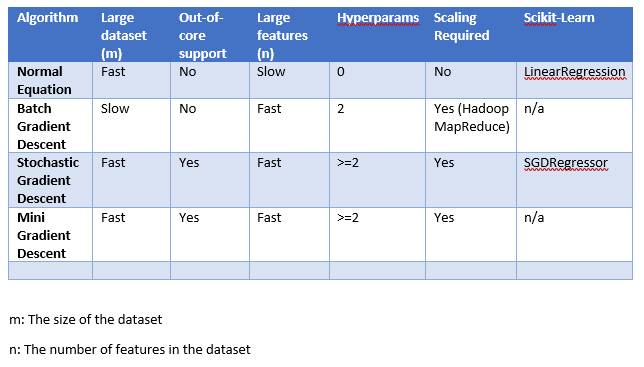 Algorithm Large dataset (m) Out-of-core support Large features (n) Hyperparams Scaling Required Scikit-Learn
Normal Equation Fast No Slow 0 No LinearRegression
Batch Gradient Descent Slow No Fast 2 Yes (Hadoop MapReduce) n/a
Stochastic Gradient Descent Fast Yes Fast >=2 Yes SGDRegressor
Mini Gradient Descent Fast Yes Fast >=2 Yes n/a
m: The size of the dataset
n: The number of features in the dataset